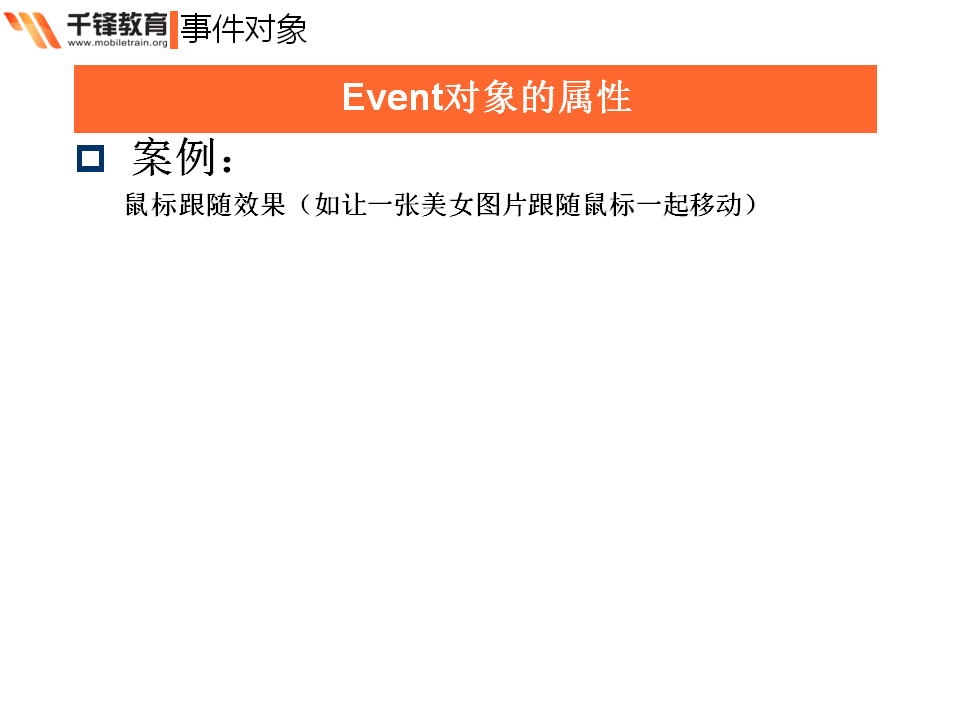 千锋教育
www.mobiletrain.org
事件对象
Event对象的属性
案例：
鼠标跟随效果（如让一张美女图片跟随鼠标一起移动）